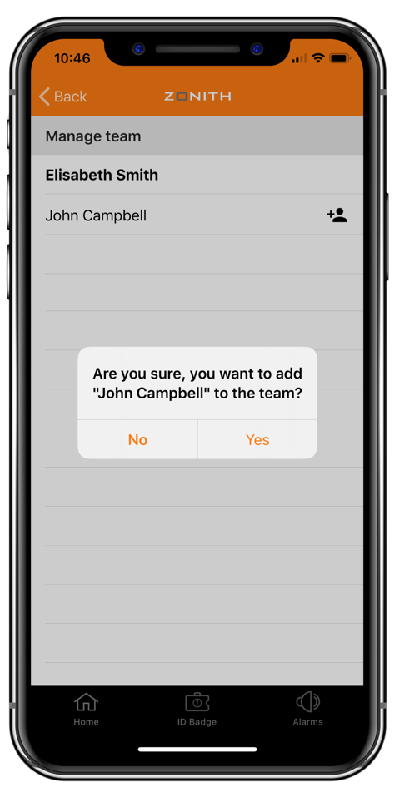 10:46
Back
ZONITH
Manage team
Elisabeth Smith
John Campbell
Are you sure, you want to add
"John Campbell" to the team?
No
Yes
Home
ID Badge
Alarms